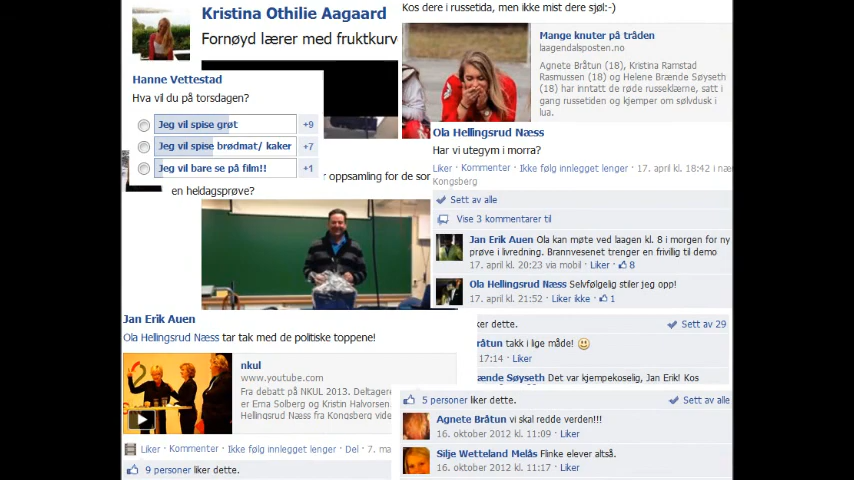 Kristina Othilie Aagaard
Fornøyd lærer med fruktkurv
Hanne Vettestad
Hva vil du på torsdagen?
Jeg vil spise grøt +9
Jeg vil spise brødmat/ kaker +7
Jeg vil bare se på film!! +1
r oppsamling for de sor
en heldagsprøve?
Kos dere i russetida, men ikke mist dere sjøl:-)
Mange knuter på tråden
laagendalsposten.no
Agnete Bråtun (18), Kristina Ramstad
Rasmussen (18) og Helene Brænde Søyseth
(18) har inntatt de røde russeklærne, satt i
gang russetiden og kjemper om sølvdusk i
lua.
Ola Hellingsrud Næss
Har vi utegym i morra?
Liker · Kommenter · Ikke følg innlegget lenger · 17. april kl. 18:42 i næ
Kongsberg
Sett av alle
Vise 3 kommentarer til
Jan Erik Auen Ola kan møte ved laagen kl. 8 i morgen for ny
prøve i livredning. Brannvesenet trenger en frivillig til demo
17. april kl. 20:23 via mobil · Liker · 8
Ola Hellingsrud Næss Selvfølgelig stiler jeg opp!
17. april kl. 21:52 · Liker ikke · 1
Jan Erik Auen
Ola Hellingsrud Næss tar tak med de politiske toppene!
nkul
www.youtube.com
Fra debatt på NKUL 2013. Deltagere
er Erna Solberg og Kristin Halvorsen.
Hellingsrud Næss fra Kongsberg vide
Liker · Kommenter · Ikke følg innlegget lenger · Del · 7. ma
9 personer liker dette.
ker dette. Sett av 29
råtun takk i lige måde!
17:14 · Liker
ænde Søyseth Det var kjempekoselig, Jan Erik! Kos
5 personer liker dette. Sett av alle
Agnete Bråtun vi skal redde verden!!!
16. oktober 2012 kl. 11:09 · Liker
Silje Wetteland Melås Flinke elever altså.
16. oktober 2012 kl. 11:17 · Liker